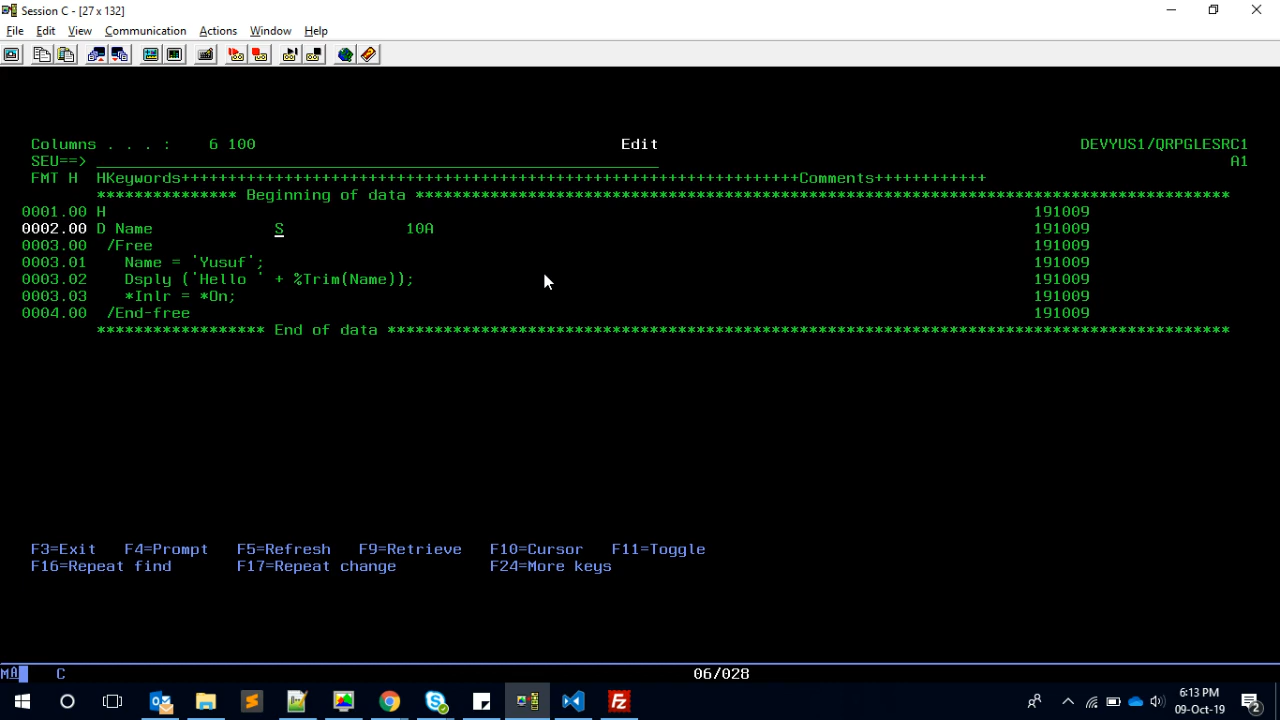 Session C - [27 x 132]
File Edit View Communication Actions Window Help
Columns . . . :    6 100    Edit    DEVYUS1/QRPGLESRC1
SEU==>    A1
FMT H  HKeywords++++++++++++++++++++++++++++++++++++++++++++++++++++++++++++++++++Comments++++++++++++
*************** Beginning of data ***************************************************************************************
0001.00 H    191009
0002.00 D Name             S             10A    191009
0003.00  /Free    191009
0003.01    Name = 'Yusuf';    191009
0003.02    Dsply ('Hello ' + %Trim(Name));    191009
0003.03    *Inlr = *On;    191009
0004.00  /End-free    191009
****************** End of data ******************************************************************************************
F3=Exit   F4=Prompt   F5=Refresh   F9=Retrieve   F10=Cursor   F11=Toggle
F16=Repeat find       F17=Repeat change          F24=More keys
MA    C    06/028
6:13 PM
09-Oct-19
2